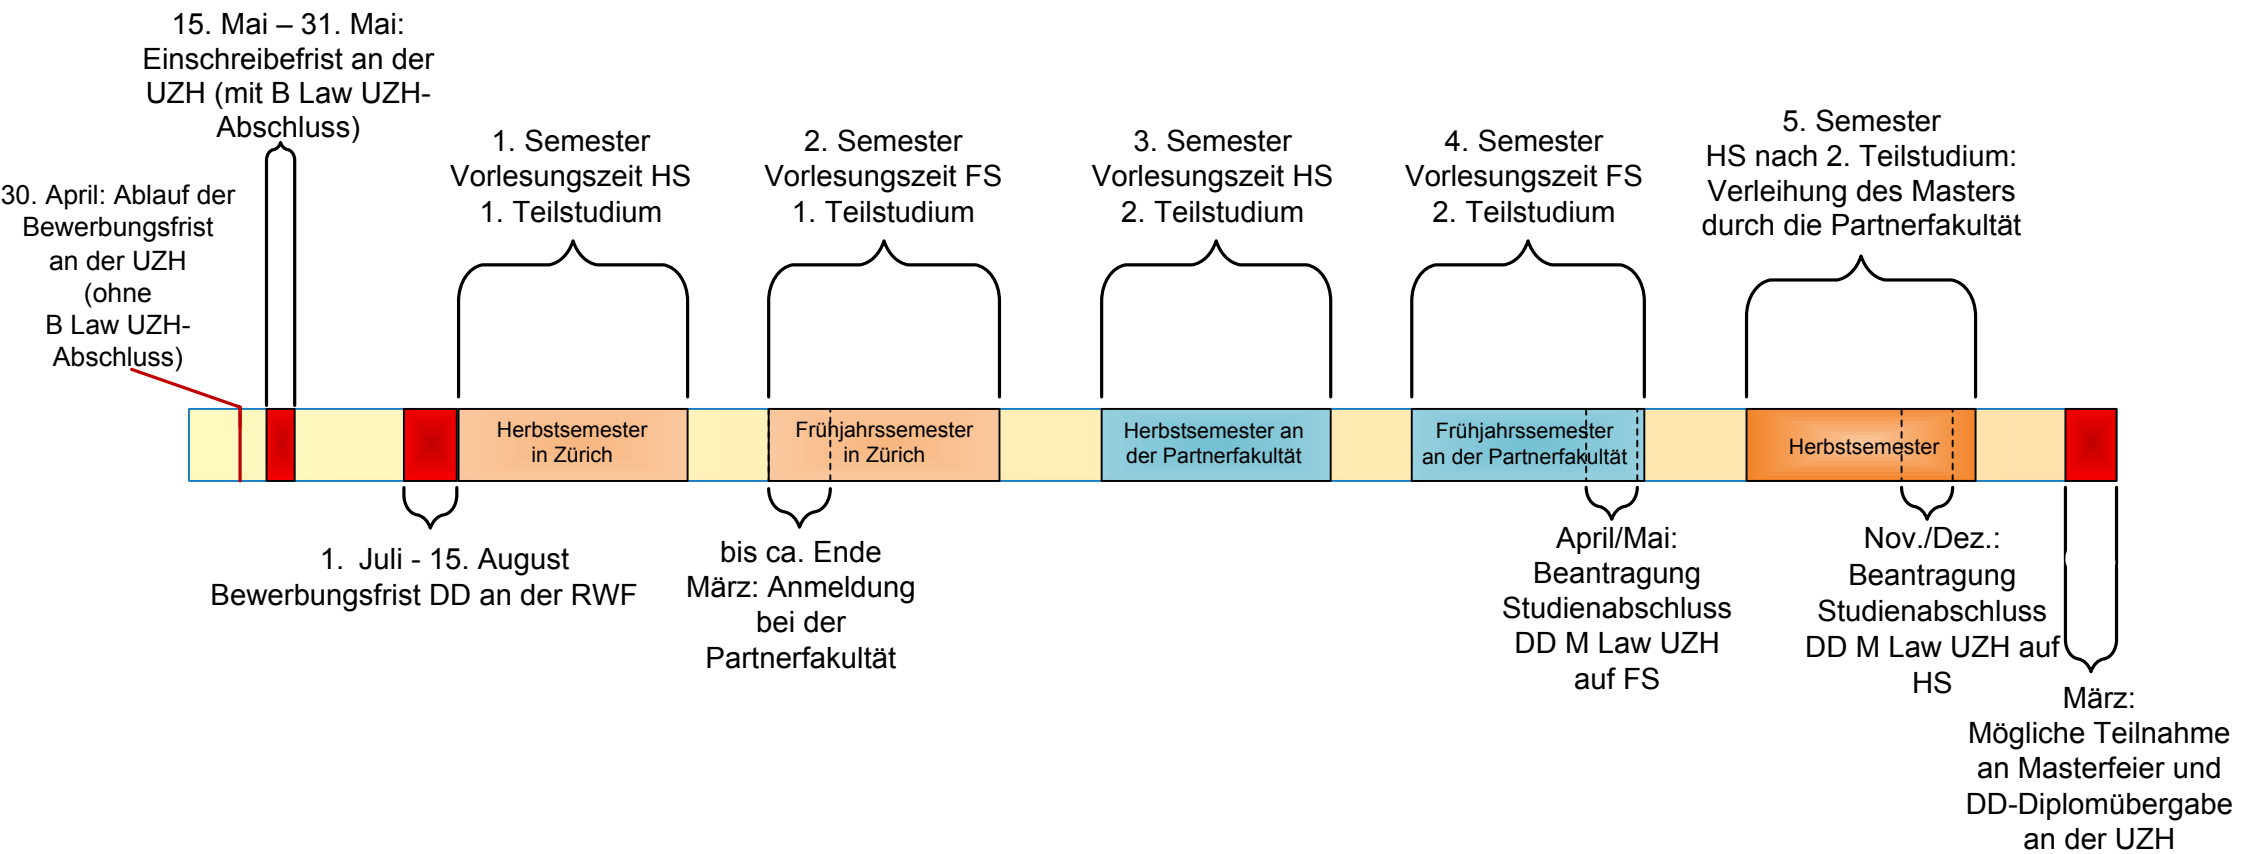 15. Mai – 31. Mai:
Einschreibefrist an der
UZH (mit B Law UZH-
Abschluss)
30. April: Ablauf der
Bewerbungsfrist
an der UZH
(ohne
B Law UZH-
Abschluss)
1. Semester
Vorlesungszeit HS
1. Teilstudium
2. Semester
Vorlesungszeit FS
1. Teilstudium
3. Semester
Vorlesungszeit HS
2. Teilstudium
4. Semester
Vorlesungszeit FS
2. Teilstudium
5. Semester
HS nach 2. Teilstudium:
Verleihung des Masters
durch die Partnerfakultät
Herbstsemester
in Zürich
Frühjahrssemester
in Zürich
Herbstsemester an
der Partnerfakultät
Frühjahrssemester
an der Partnerfakultät
Herbstsemester
1. Juli - 15. August
Bewerbungsfrist DD an der RWF
bis ca. Ende
März: Anmeldung
bei der
Partnerfakultät
April/Mai:
Beantragung
Studienabschluss
DD M Law UZH
auf FS
Nov./Dez.:
Beantragung
Studienabschluss
DD M Law UZH auf
HS
März:
Mögliche Teilnahme
an Masterfeier und
DD-Diplomübergabe
an der UZH